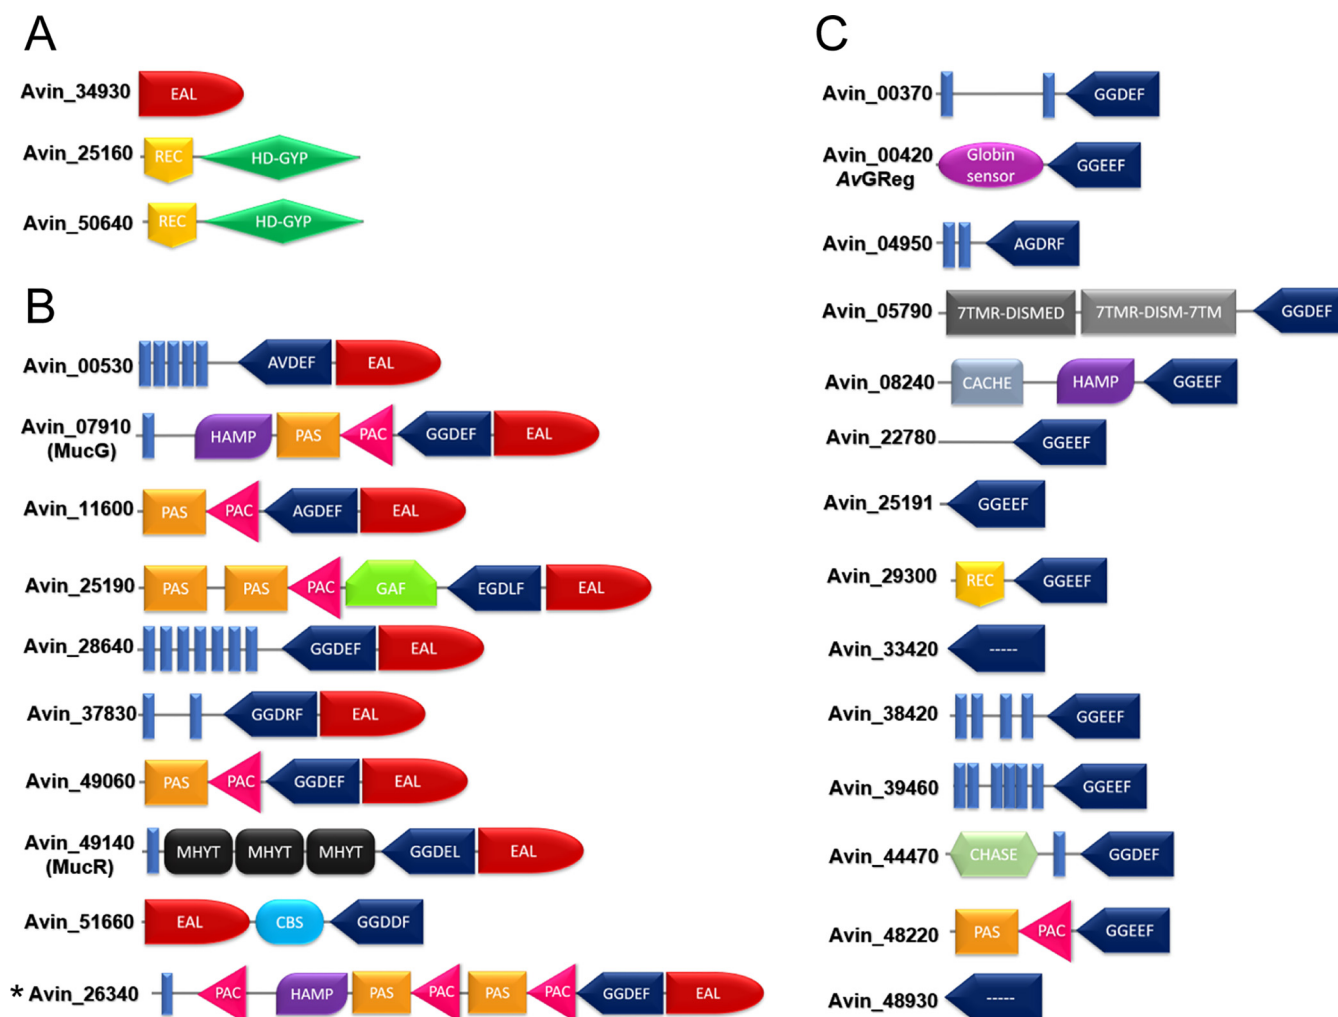 A
Avin_34930 EAL
Avin_25160 REC HD-GYP
Avin_50640 REC HD-GYP
B
Avin_00530 AVDEF EAL
Avin_07910 HAMP PAS PAC GGDEF EAL
(MucG)
Avin_11600 PAS PAC AGDEF EAL
Avin_25190 PAS PAS PAC GAF EGDLF EAL
Avin_28640 GGDEF EAL
Avin_37830 GGDRF EAL
Avin_49060 PAS PAC GGDEF EAL
Avin_49140 MHYT MHYT MHYT GGDEL EAL
(MucR)
Avin_51660 EAL CBS GGDDF
* Avin_26340 PAC HAMP PAS PAC PAS PAC GGDEF EAL
C
Avin_00370 GGDEF
Avin_00420 Globin sensor GGEEF
AvGReg
Avin_04950 AGDRF
Avin_05790 7TMR-DISMED 7TMR-DISM-7TM GGDEF
Avin_08240 CACHE HAMP GGEEF
Avin_22780 GGEEF
Avin_25191 GGEEF
Avin_29300 REC GGEEF
Avin_33420 -----
Avin_38420 GGEEF
Avin_39460 GGEEF
Avin_44470 CHASE GGDEF
Avin_48220 PAS PAC GGEEF
Avin_48930 -----